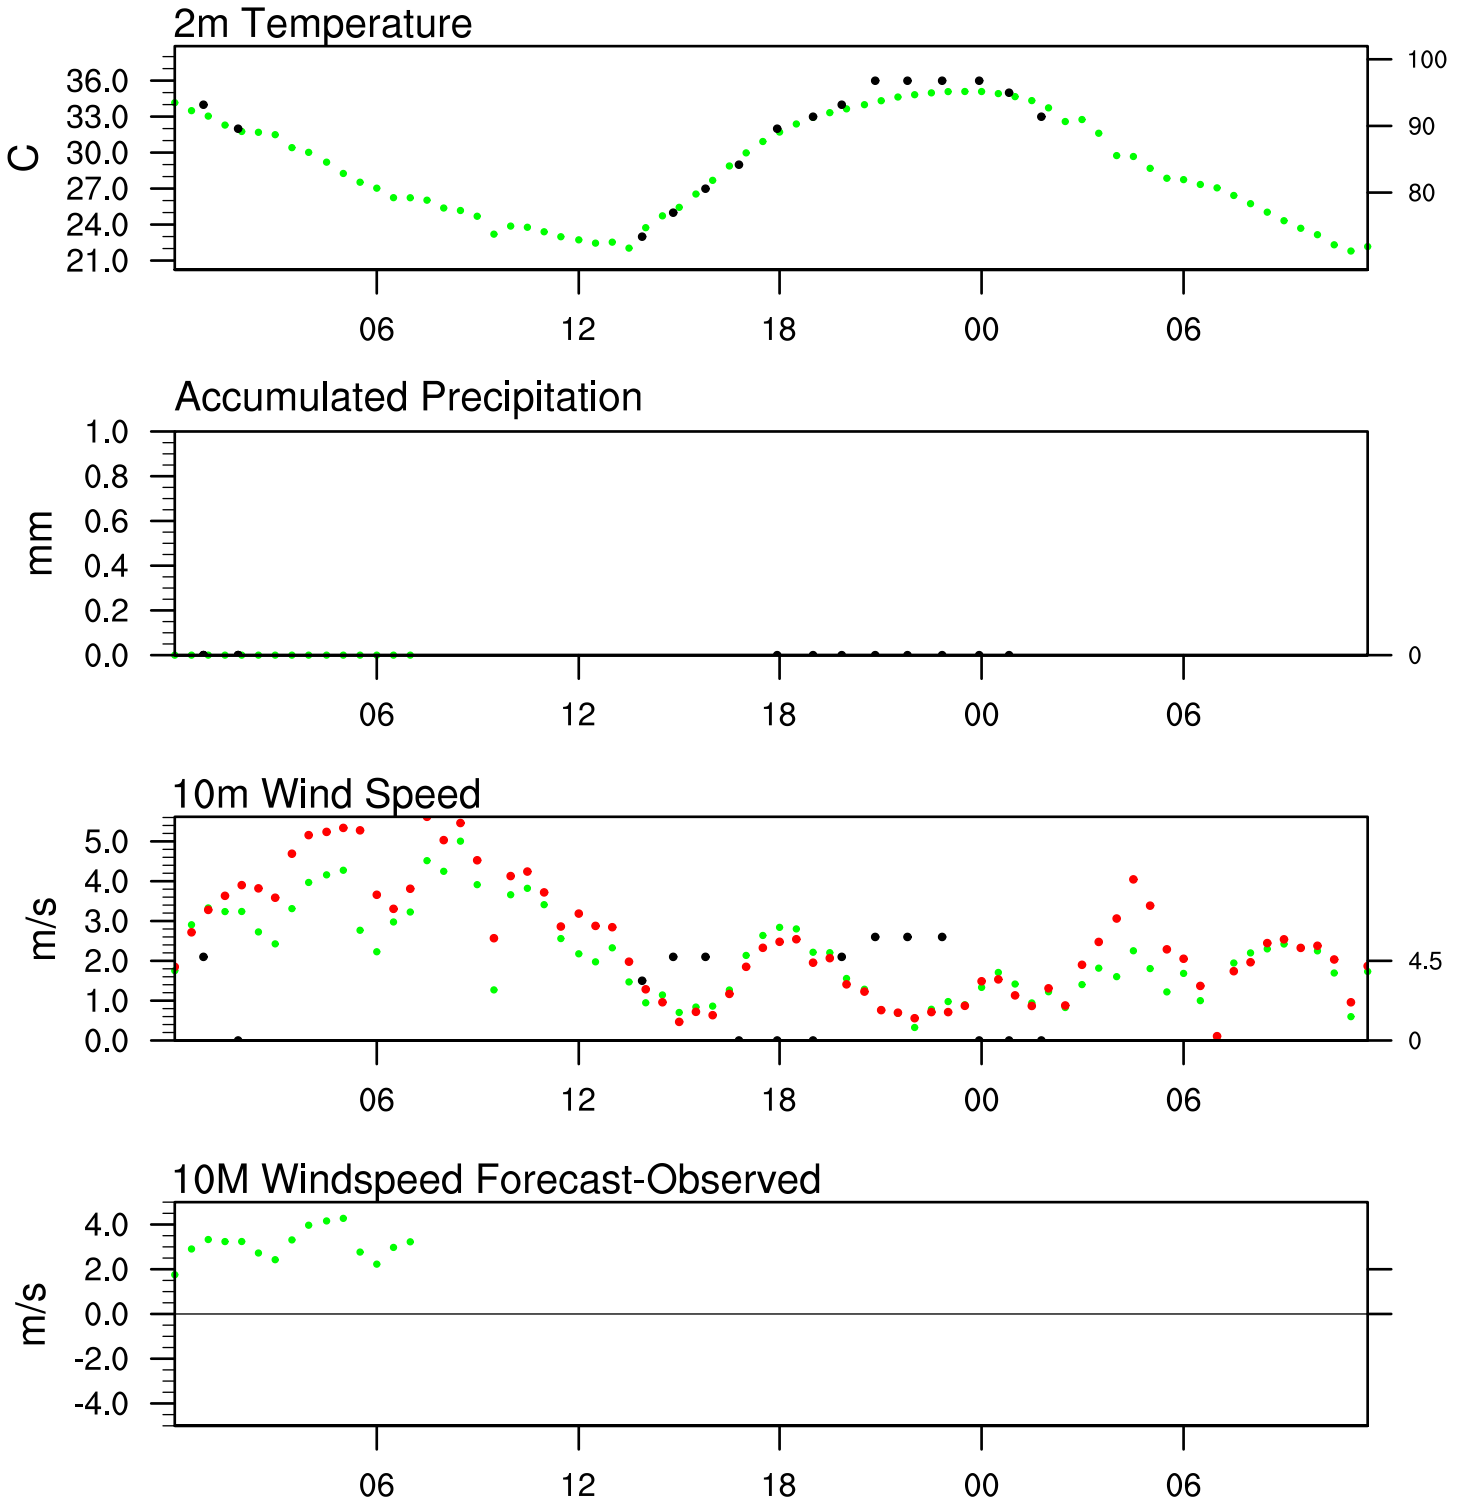 2m Temperature
36.0
33.0
30.0
27.0
24.0
21.0
C
100
90
80
06 12 18 00 06
Accumulated Precipitation
1.0
0.8
0.6
0.4
0.2
0.0
mm
0
06 12 18 00 06
10m Wind Speed
5.0
4.0
3.0
2.0
1.0
0.0
m/s
4.5
0
06 12 18 00 06
10M Windspeed Forecast-Observed
4.0
2.0
0.0
-2.0
-4.0
m/s
06 12 18 00 06